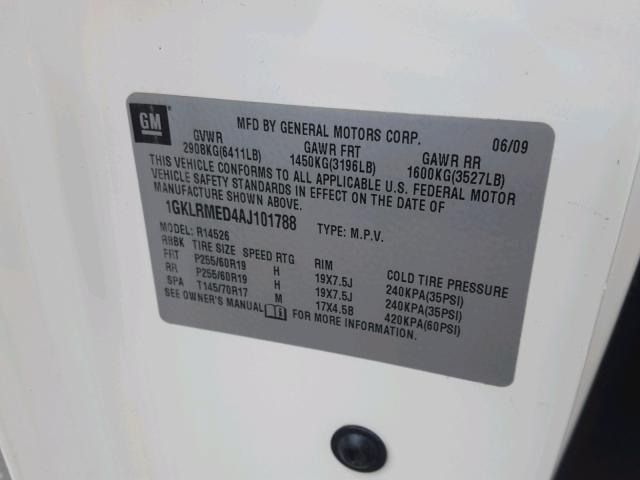 GM
MFD BY GENERAL MOTORS CORP. 06/09
GVWR GAWR FRT GAWR RR
2908KG(6411LB) 1450KG(3196LB) 1600KG(3527LB)
THIS VEHICLE CONFORMS TO ALL APPLICABLE U.S. FEDERAL MOTOR
VEHICLE SAFETY STANDARDS IN EFFECT ON THE DATE OF
MANUFACTURE SHOWN ABOVE.
1GKLRMED4AJ101788 TYPE: M.P.V.
MODEL: R14526
RHBK TIRE SIZE SPEED RTG RIM COLD TIRE PRESSURE
FRT P255/60R19 H 19X7.5J 240KPA(35PSI)
RR P255/60R19 H 19X7.5J 240KPA(35PSI)
SPA T145/70R17 M 17X4.5B 420KPA(60PSI)
SEE OWNER'S MANUAL FOR MORE INFORMATION.